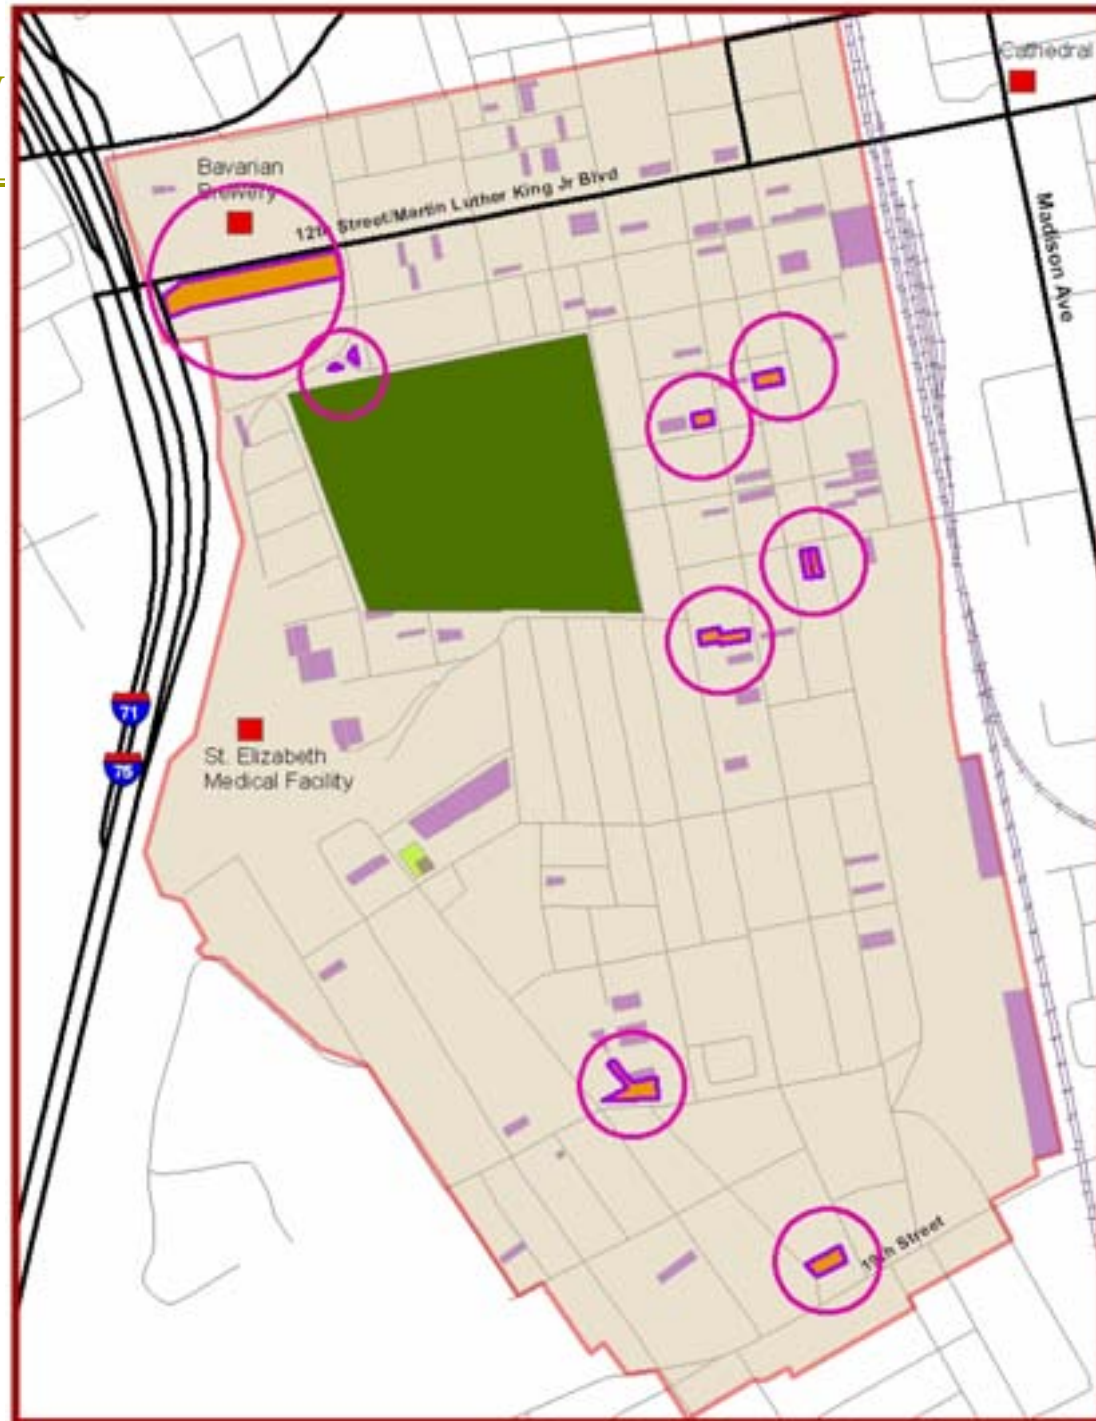 Cathedral
Bavarian
Brewery
12th Street/Martin Luther King Jr Blvd
Madison Ave
71
75
St. Elizabeth
Medical Facility
19th Street